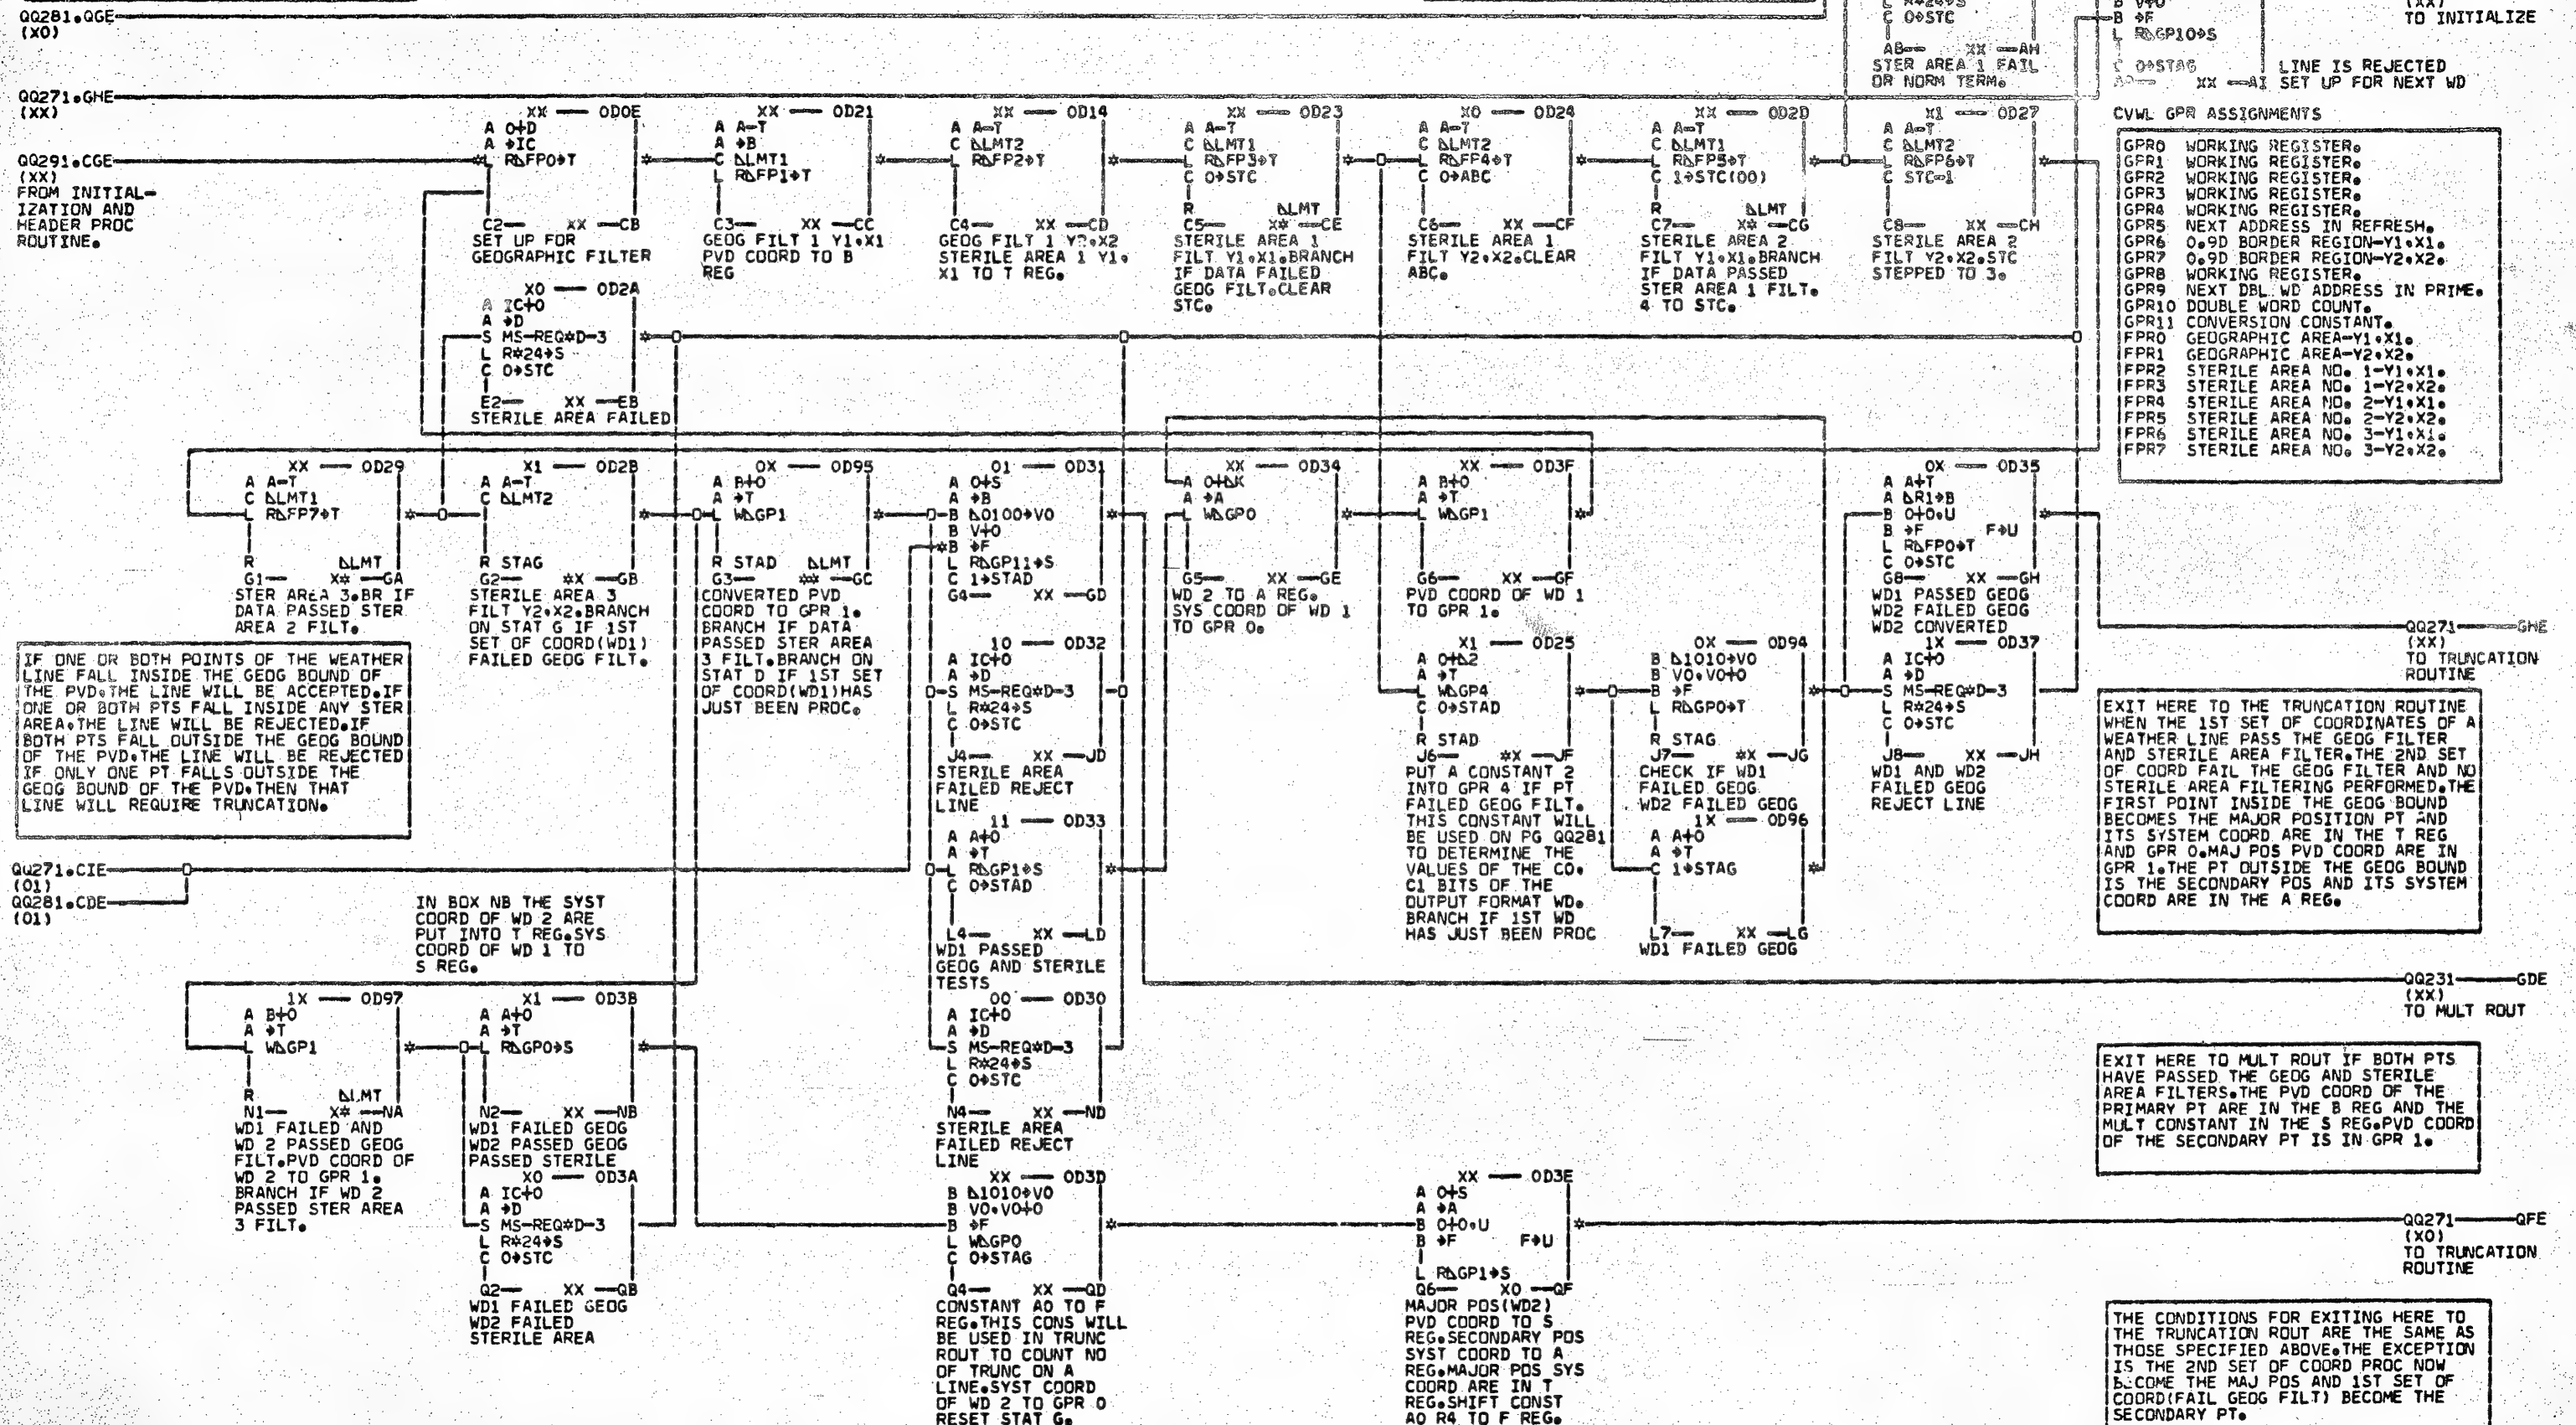 QQ281.QGE
(X0)
C 0→STC
AB— XX —AH
STER AREA 1 FAIL
OR NORM TERM.
B →F
L RΔGP10→S
C 0→STAG
XX —AI
TO INITIALIZE
LINE IS REJECTED
SET UP FOR NEXT WD
QQ271.GHE
(XX)
QQ291.CGE
(XX)
FROM INITIAL-
IZATION AND
HEADER PROC
ROUTINE.
XX — 0D0E
A 0+D
A →IC
L RΔFP0→T
C2— XX —CB
SET UP FOR
GEOGRAPHIC FILTER
XX — 0D21
A A-T
A →B
C ΔLMT1
L RΔFP1→T
C3— XX —CC
GEOG FILT 1 Y1.X1
PVD COORD TO B
REG
XX — 0D14
A A-T
C ΔLMT2
L RΔFP2→T
C4— XX —CD
GEOG FILT 1 Y2.X2
STERILE AREA 1 Y1.
X1 TO T REG.
XX — 0D23
A A-T
C ΔLMT1
L RΔFP3→T
C 0→STC
R ΔLMT
C5— X* —CE
STERILE AREA 1
FILT Y1.X1.BRANCH
IF DATA FAILED
GEOG FILT.CLEAR
STC.
X0 — 0D24
A A-T
C ΔLMT2
L RΔFP4→T
C 0→ABC
C6— XX —CF
STERILE AREA 1
FILT Y2.X2.CLEAR
ABC.
XX — 0D2D
A A-T
C ΔLMT1
L RΔFP5→T
C 1→STC(00)
R ΔLMT
C7— X* —CG
STERILE AREA 2
FILT Y1.X1.BRANCH
IF DATA PASSED
STER AREA 1 FILT.
4 TO STC.
X1 — 0D27
A A-T
C ΔLMT2
L RΔFP6→T
C STC-1
C8— XX —CH
STERILE AREA 2
FILT Y2.X2.STC
STEPPED TO 3.
CVWL GPR ASSIGNMENTS
GPR0 WORKING REGISTER.
GPR1 WORKING REGISTER.
GPR2 WORKING REGISTER.
GPR3 WORKING REGISTER.
GPR4 WORKING REGISTER.
GPR5 NEXT ADDRESS IN REFRESH.
GPR6 0.9D BORDER REGION-Y1.X1.
GPR7 0.9D BORDER REGION-Y2.X2.
GPR8 WORKING REGISTER.
GPR9 NEXT DBL WD ADDRESS IN PRIME.
GPR10 DOUBLE WORD COUNT.
GPR11 CONVERSION CONSTANT.
FPR0 GEOGRAPHIC AREA-Y1.X1.
FPR1 GEOGRAPHIC AREA-Y2.X2.
FPR2 STERILE AREA NO. 1-Y1.X1.
FPR3 STERILE AREA NO. 1-Y2.X2.
FPR4 STERILE AREA NO. 2-Y1.X1.
FPR5 STERILE AREA NO. 2-Y2.X2.
FPR6 STERILE AREA NO. 3-Y1.X1.
FPR7 STERILE AREA NO. 3-Y2.X2.
X0 — 0D2A
A IC+0
A →D
S MS-REQ*D-3
L R*24→S
C 0→STC
E2— XX —EB
STERILE AREA FAILED
XX — 0D29
A A-T
C ΔLMT1
L RΔFP7→T
R ΔLMT
G1— X* —GA
STER AREA 3.BR IF
DATA PASSED STER
AREA 2 FILT.
X1 — 0D2B
A A-T
C ΔLMT2
R STAG
G2— *X —GB
STERILE AREA 3
FILT Y2.X2.BRANCH
ON STAT G IF 1ST
SET OF COORD(WD1)
FAILED GEOG FILT.
0X — 0D95
A B+0
A →T
L WΔGP1
R STAD ΔLMT
G3— ** —GC
CONVERTED PVD
COORD TO GPR 1.
BRANCH IF DATA
PASSED STER AREA
3 FILT.BRANCH ON
STAT D IF 1ST SET
OF COORD(WD1)HAS
JUST BEEN PROC.
01 — 0D31
A 0+S
A →B
B Δ0100→V0
B V+0
B →F
L RΔGP11→S
C 1→STAD
G4— XX —GD
10 — 0D32
A IC+0
A →D
S MS-REQ*D-3
L R*24→S
C 0→STC
J4— XX —JD
STERILE AREA
FAILED REJECT
LINE
11 — 0D33
A A+0
A →T
L RΔGP1→S
C 0→STAD
L4— XX —LD
WD1 PASSED
GEOG AND STERILE
TESTS
00 — 0D30
A IC+0
A →D
S MS-REQ*D-3
L R*24→S
C 0→STC
N4— XX —ND
STERILE AREA
FAILED REJECT
LINE
XX — 0D34
A 0+ΔK
A →A
L WΔGP0
G5— XX —GE
WD 2 TO A REG.
SYS COORD OF WD 1
TO GPR 0.
XX — 0D3F
A B+0
A →T
L WΔGP1
G6— XX —GF
PVD COORD OF WD 1
TO GPR 1.
X1 — 0D25
A 0+Δ2
L WΔGP4
C 0→STAD
R STAD
J6— *X —JF
PUT A CONSTANT 2
INTO GPR 4 IF PT
FAILED GEOG FILT.
THIS CONSTANT WILL
BE USED ON PG QQ281
TO DETERMINE THE
VALUES OF THE C0.
C1 BITS OF THE
OUTPUT FORMAT WD.
BRANCH IF 1ST WD
HAS JUST BEEN PROC
0X — 0D94
B Δ1010→V0
B V0.V0+0
B →F
L RΔGP0→T
R STAG
J7— *X —JG
CHECK IF WD1
FAILED GEOG
WD2 FAILED GEOG
1X — 0D96
A A+0
A →T
C 1→STAG
L7— XX —LG
WD1 FAILED GEOG
0X — 0D35
A A+T
A ΔR1→B
B 0+0.U
B →F F→U
L RΔFP0→T
C 0→STC
G8— XX —GH
WD1 PASSED GEOG
WD2 FAILED GEOG
WD2 CONVERTED
1X — 0D37
A IC+0
A →D
S MS-REQ*D-3
L R*24→S
C 0→STC
J8— XX —JH
WD1 AND WD2
FAILED GEOG
REJECT LINE
QQ271—GHE
(XX)
TO TRUNCATION
ROUTINE
IF ONE OR BOTH POINTS OF THE WEATHER
LINE FALL INSIDE THE GEOG BOUND OF
THE PVD.THE LINE WILL BE ACCEPTED.IF
ONE OR BOTH PTS FALL INSIDE ANY STER
AREA.THE LINE WILL BE REJECTED.IF
BOTH PTS FALL OUTSIDE THE GEOG BOUND
OF THE PVD.THE LINE WILL BE REJECTED
IF ONLY ONE PT FALLS OUTSIDE THE
GEOG BOUND OF THE PVD.THEN THAT
LINE WILL REQUIRE TRUNCATION.
EXIT HERE TO THE TRUNCATION ROUTINE
WHEN THE 1ST SET OF COORDINATES OF A
WEATHER LINE PASS THE GEOG FILTER
AND STERILE AREA FILTER.THE 2ND SET
OF COORD FAIL THE GEOG FILTER AND NO
STERILE AREA FILTERING PERFORMED.THE
FIRST POINT INSIDE THE GEOG BOUND
BECOMES THE MAJOR POSITION PT AND
ITS SYSTEM COORD ARE IN THE T REG
AND GPR 0.MAJ POS PVD COORD ARE IN
GPR 1.THE PT OUTSIDE THE GEOG BOUND
IS THE SECONDARY POS AND ITS SYSTEM
COORD ARE IN THE A REG.
QQ271.CIE
(01)
QQ281.CDE
(01)
IN BOX NB THE SYST
COORD OF WD 2 ARE
PUT INTO T REG.SYS
COORD OF WD 1 TO
S REG.
QQ231—GDE
(XX)
TO MULT ROUT
1X — 0D97
A B+0
A →T
L WΔGP1
R ΔLMT
N1— X* —NA
WD1 FAILED AND
WD 2 PASSED GEOG
FILT.PVD COORD OF
WD 2 TO GPR 1.
BRANCH IF WD 2
PASSED STER AREA
3 FILT.
X1 — 0D3B
A A+0
A →T
L RΔGP0→S
N2— XX —NB
WD1 FAILED GEOG
WD2 PASSED GEOG
PASSED STERILE
X0 — 0D3A
A IC+0
A →D
S MS-REQ*D-3
L R*24→S
C 0→STC
Q2— XX —QB
WD1 FAILED GEOG
WD2 FAILED
STERILE AREA
XX — 0D3D
B Δ1010→V0
B V0.V0+0
B →F
L WΔGP0
C 0→STAG
Q4— XX —QD
CONSTANT A0 TO F
REG.THIS CONS WILL
BE USED IN TRUNC
ROUT TO COUNT NO
OF TRUNC ON A
LINE.SYST COORD
OF WD 2 TO GPR 0
RESET STAT G.
XX — 0D3E
A 0+S
A →A
B 0+0.U
B →F F→U
L RΔGP1→S
Q6— X0 —QF
MAJOR POS(WD2)
PVD COORD TO S
REG.SECONDARY POS
SYST COORD TO A
REG.MAJOR POS SYS
COORD ARE IN T
REG.SHIFT CONST
A0 R4 TO F REG.
EXIT HERE TO MULT ROUT IF BOTH PTS
HAVE PASSED THE GEOG AND STERILE
AREA FILTERS.THE PVD COORD OF THE
PRIMARY PT ARE IN THE B REG AND THE
MULT CONSTANT IN THE S REG.PVD COORD
OF THE SECONDARY PT IS IN GPR 1.
QQ271—QFE
(X0)
TO TRUNCATION
ROUTINE
THE CONDITIONS FOR EXITING HERE TO
THE TRUNCATION ROUT ARE THE SAME AS
THOSE SPECIFIED ABOVE.THE EXCEPTION
IS THE 2ND SET OF COORD PROC NOW
BECOME THE MAJ POS AND 1ST SET OF
COORD(FAIL GEOG FILT) BECOME THE
SECONDARY PT.